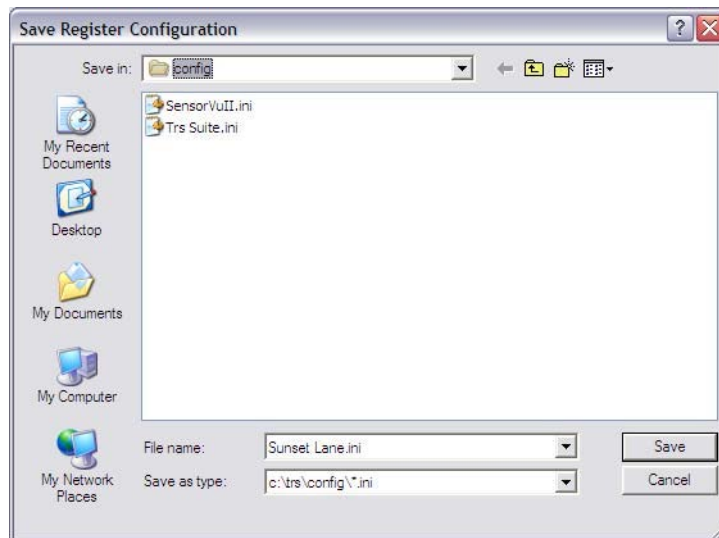 Save Register Configuration
Save in: config
SensorVuII.ini
Trs Suite.ini
My Recent
Documents
Desktop
My Documents
My Computer
My Network
Places
File name: Sunset Lane.ini Save
Save as type: c:\trs\config\*.ini Cancel